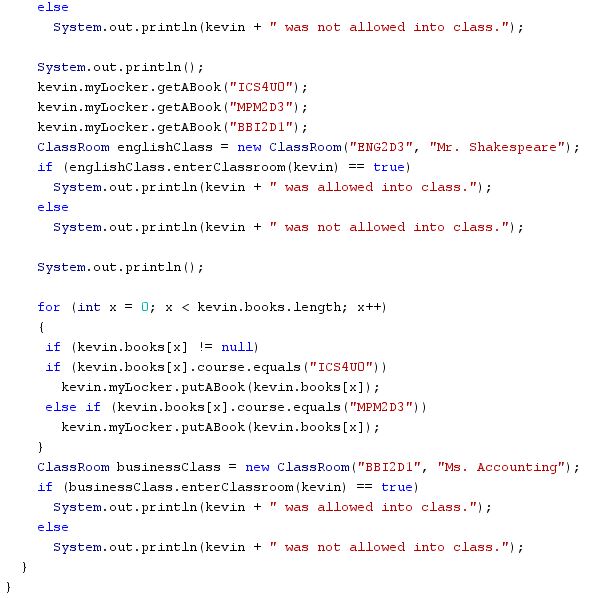 else
System.out.println(kevin + " was not allowed into class.");
System.out.println();
kevin.myLocker.getABook("ICS4U0");
kevin.myLocker.getABook("MPM2D3");
kevin.myLocker.getABook("BBI2D1");
ClassRoom englishClass = new ClassRoom("ENG2D3", "Mr. Shakespeare");
if (englishClass.enterClassroom(kevin) == true)
System.out.println(kevin + " was allowed into class.");
else
System.out.println(kevin + " was not allowed into class.");
System.out.println();
for (int x = 0; x < kevin.books.length; x++)
{
if (kevin.books[x] != null)
if (kevin.books[x].course.equals("ICS4U0"))
kevin.myLocker.putABook(kevin.books[x]);
else if (kevin.books[x].course.equals("MPM2D3"))
kevin.myLocker.putABook(kevin.books[x]);
}
ClassRoom businessClass = new ClassRoom("BBI2D1", "Ms. Accounting");
if (businessClass.enterClassroom(kevin) == true)
System.out.println(kevin + " was allowed into class.");
else
System.out.println(kevin + " was not allowed into class.");
}
}